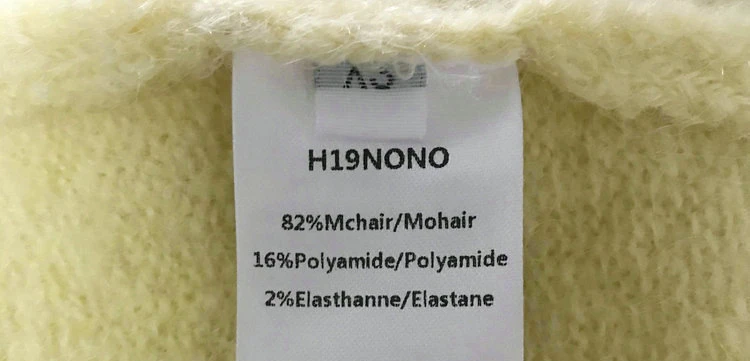 H19NONO
82%Mchair/Mohair
16%Polyamide/Polyamide
2%Elasthanne/Elastane